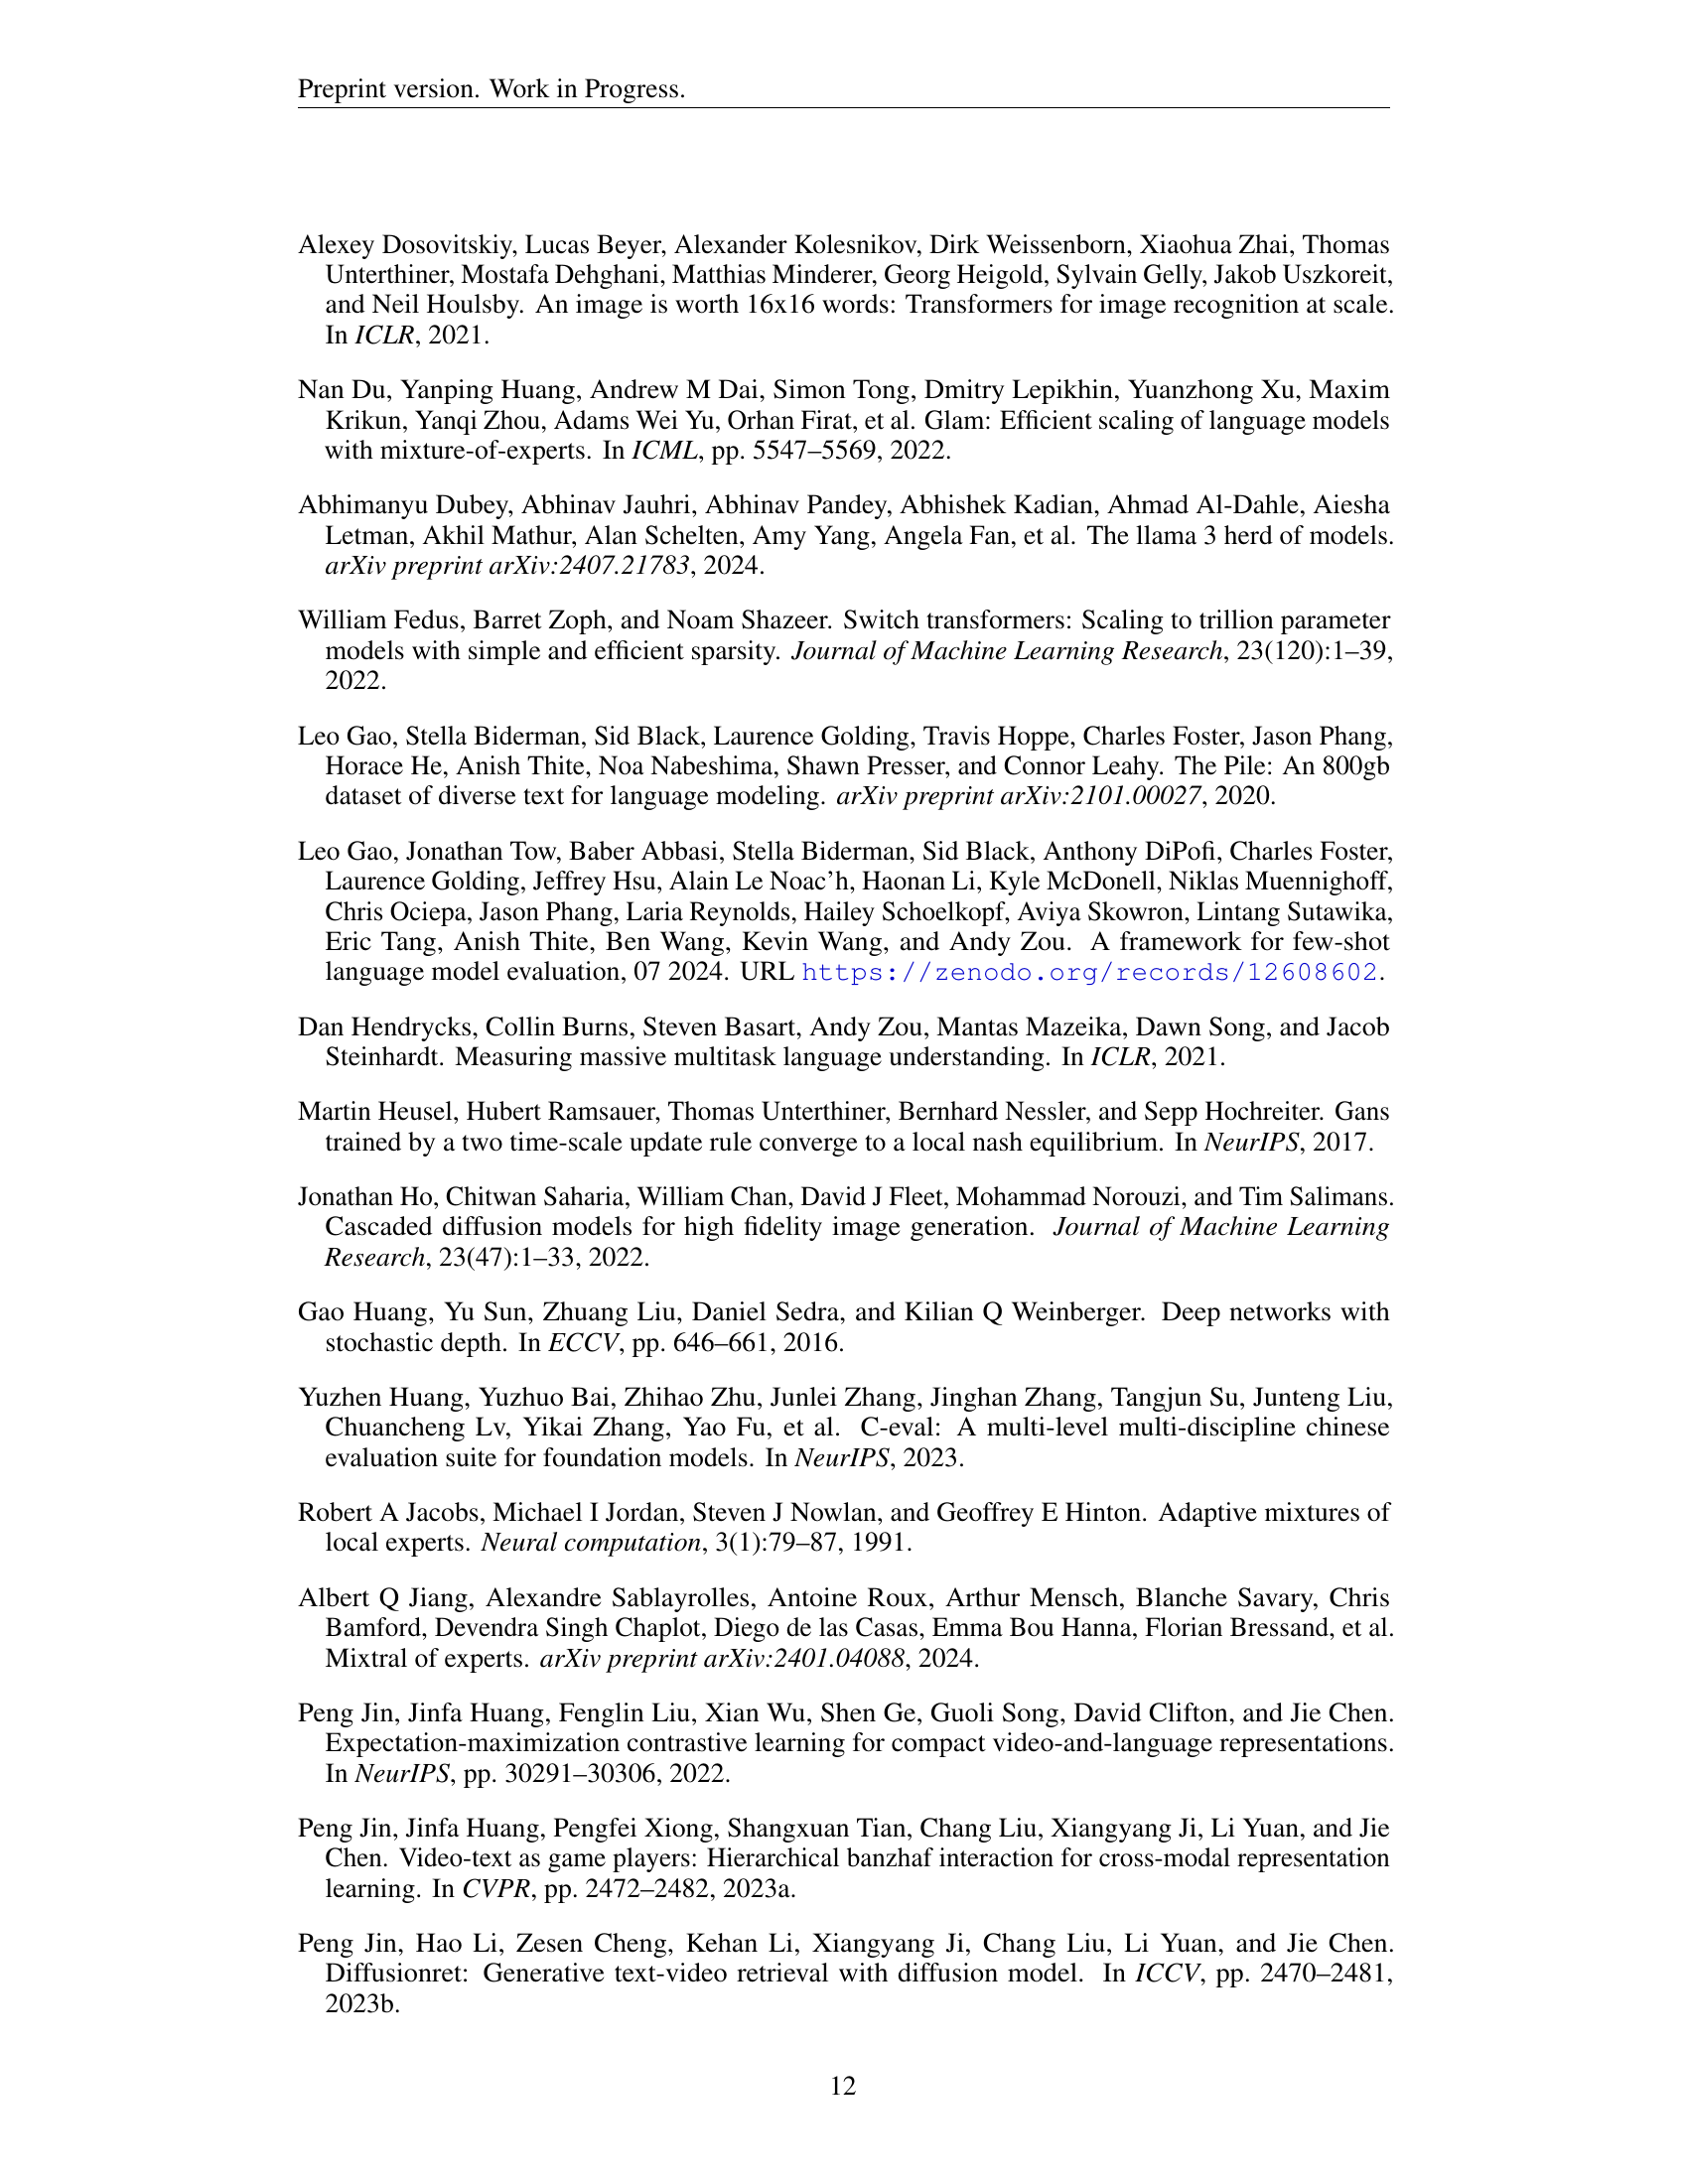 Preprint version. Work in Progress.
Alexey Dosovitskiy, Lucas Beyer, Alexander Kolesnikov, Dirk Weissenborn, Xiaohua Zhai, Thomas
Unterthiner, Mostafa Dehghani, Matthias Minderer, Georg Heigold, Sylvain Gelly, Jakob Uszkoreit,
and Neil Houlsby. An image is worth 16x16 words: Transformers for image recognition at scale.
In ICLR, 2021.
Nan Du, Yanping Huang, Andrew M Dai, Simon Tong, Dmitry Lepikhin, Yuanzhong Xu, Maxim
Krikun, Yanqi Zhou, Adams Wei Yu, Orhan Firat, et al. Glam: Efficient scaling of language models
with mixture-of-experts. In ICML, pp. 5547–5569, 2022.
Abhimanyu Dubey, Abhinav Jauhri, Abhinav Pandey, Abhishek Kadian, Ahmad Al-Dahle, Aiesha
Letman, Akhil Mathur, Alan Schelten, Amy Yang, Angela Fan, et al. The llama 3 herd of models.
arXiv preprint arXiv:2407.21783, 2024.
William Fedus, Barret Zoph, and Noam Shazeer. Switch transformers: Scaling to trillion parameter
models with simple and efficient sparsity. Journal of Machine Learning Research, 23(120):1–39,
2022.
Leo Gao, Stella Biderman, Sid Black, Laurence Golding, Travis Hoppe, Charles Foster, Jason Phang,
Horace He, Anish Thite, Noa Nabeshima, Shawn Presser, and Connor Leahy. The Pile: An 800gb
dataset of diverse text for language modeling. arXiv preprint arXiv:2101.00027, 2020.
Leo Gao, Jonathan Tow, Baber Abbasi, Stella Biderman, Sid Black, Anthony DiPofi, Charles Foster,
Laurence Golding, Jeffrey Hsu, Alain Le Noac’h, Haonan Li, Kyle McDonell, Niklas Muennighoff,
Chris Ociepa, Jason Phang, Laria Reynolds, Hailey Schoelkopf, Aviya Skowron, Lintang Sutawika,
Eric Tang, Anish Thite, Ben Wang, Kevin Wang, and Andy Zou. A framework for few-shot
language model evaluation, 07 2024. URL https://zenodo.org/records/12608602.
Dan Hendrycks, Collin Burns, Steven Basart, Andy Zou, Mantas Mazeika, Dawn Song, and Jacob
Steinhardt. Measuring massive multitask language understanding. In ICLR, 2021.
Martin Heusel, Hubert Ramsauer, Thomas Unterthiner, Bernhard Nessler, and Sepp Hochreiter. Gans
trained by a two time-scale update rule converge to a local nash equilibrium. In NeurIPS, 2017.
Jonathan Ho, Chitwan Saharia, William Chan, David J Fleet, Mohammad Norouzi, and Tim Salimans.
Cascaded diffusion models for high fidelity image generation. Journal of Machine Learning
Research, 23(47):1–33, 2022.
Gao Huang, Yu Sun, Zhuang Liu, Daniel Sedra, and Kilian Q Weinberger. Deep networks with
stochastic depth. In ECCV, pp. 646–661, 2016.
Yuzhen Huang, Yuzhuo Bai, Zhihao Zhu, Junlei Zhang, Jinghan Zhang, Tangjun Su, Junteng Liu,
Chuancheng Lv, Yikai Zhang, Yao Fu, et al. C-eval: A multi-level multi-discipline chinese
evaluation suite for foundation models. In NeurIPS, 2023.
Robert A Jacobs, Michael I Jordan, Steven J Nowlan, and Geoffrey E Hinton. Adaptive mixtures of
local experts. Neural computation, 3(1):79–87, 1991.
Albert Q Jiang, Alexandre Sablayrolles, Antoine Roux, Arthur Mensch, Blanche Savary, Chris
Bamford, Devendra Singh Chaplot, Diego de las Casas, Emma Bou Hanna, Florian Bressand, et al.
Mixtral of experts. arXiv preprint arXiv:2401.04088, 2024.
Peng Jin, Jinfa Huang, Fenglin Liu, Xian Wu, Shen Ge, Guoli Song, David Clifton, and Jie Chen.
Expectation-maximization contrastive learning for compact video-and-language representations.
In NeurIPS, pp. 30291–30306, 2022.
Peng Jin, Jinfa Huang, Pengfei Xiong, Shangxuan Tian, Chang Liu, Xiangyang Ji, Li Yuan, and Jie
Chen. Video-text as game players: Hierarchical banzhaf interaction for cross-modal representation
learning. In CVPR, pp. 2472–2482, 2023a.
Peng Jin, Hao Li, Zesen Cheng, Kehan Li, Xiangyang Ji, Chang Liu, Li Yuan, and Jie Chen.
Diffusionret: Generative text-video retrieval with diffusion model. In ICCV, pp. 2470–2481,
2023b.
12